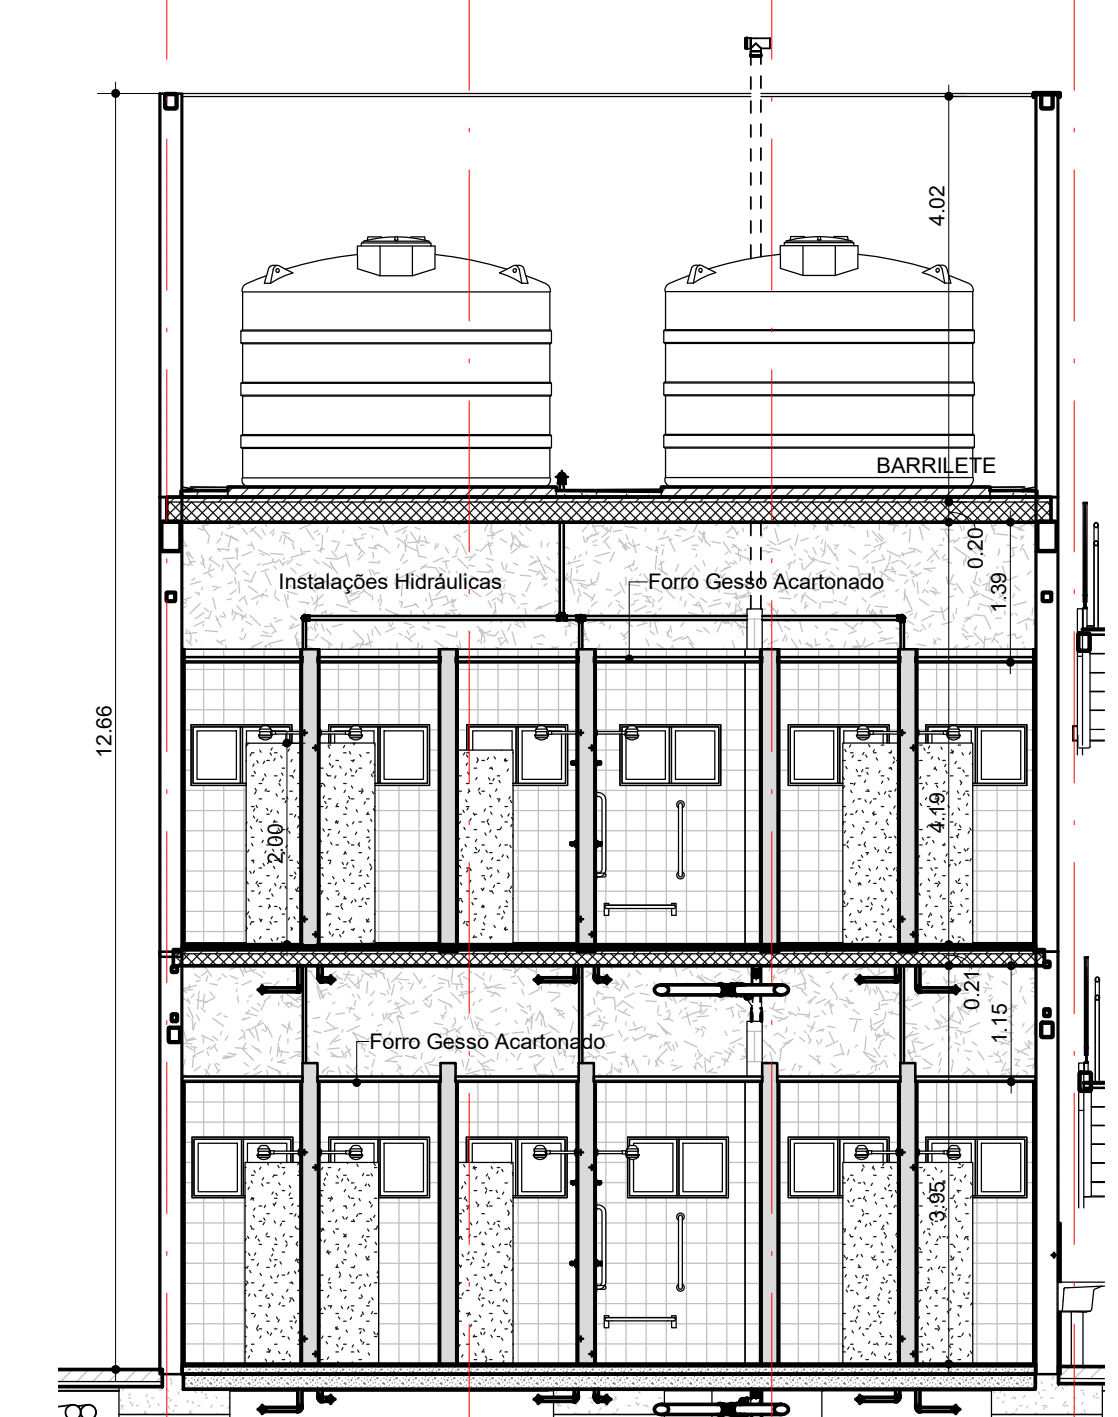 4.02
BARRILETE
0.20
Instalações Hidráulicas
Forro Gesso Acartonado
1.39
12.66
2.00
4.19
0.21
1.15
Forro Gesso Acartonado
3.95